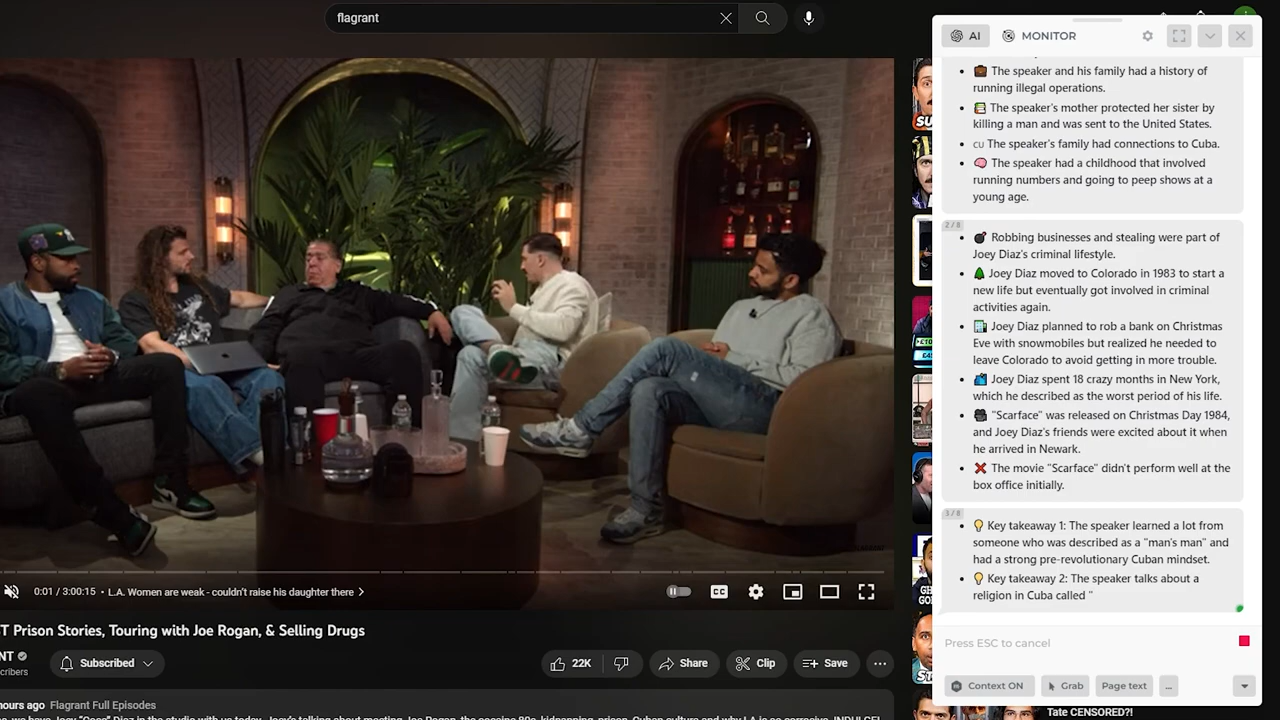 flagrant
AI
MONITOR
The speaker and his family had a history of
running illegal operations.
The speaker's mother protected her sister by
killing a man and was sent to the United States.
CU The speaker's family had connections to Cuba.
The speaker had a childhood that involved
running numbers and going to peep shows at a
young age.
2 / 8
Robbing businesses and stealing were part of
Joey Diaz's criminal lifestyle.
Joey Diaz moved to Colorado in 1983 to start a
new life but eventually got involved in criminal
activities again.
Joey Diaz planned to rob a bank on Christmas
Eve with snowmobiles but realized he needed to
leave Colorado to avoid getting in more trouble.
Joey Diaz spent 18 crazy months in New York,
which he described as the worst period of his life.
"Scarface" was released on Christmas Day 1984,
and Joey Diaz's friends were excited about it when
he arrived in Newark.
The movie "Scarface" didn't perform well at the
box office initially.
3 / 8
Key takeaway 1: The speaker learned a lot from
someone who was described as a "man's man" and
had a strong pre-revolutionary Cuban mindset.
Key takeaway 2: The speaker talks about a
religion in Cuba called "
Press ESC to cancel
Context ON
Grab
Page text
...
0:01 / 3:00:15 • L.A. Women are weak - couldn't raise his daughter there
CC
T Prison Stories, Touring with Joe Rogan, & Selling Drugs
NT
cribers
Subscribed
22K
Share
Clip
Save
hours ago Flagrant Full Episodes
Tate CENSORED?!